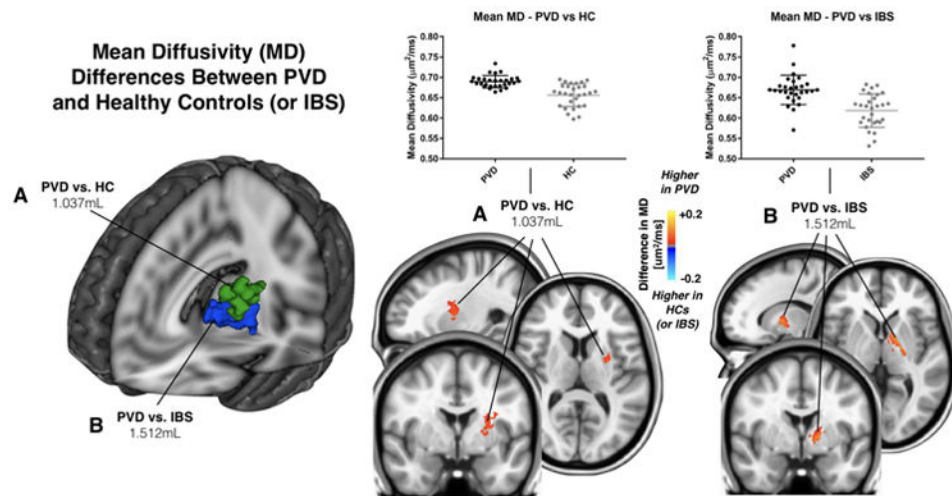 Mean Diffusivity (MD)
Differences Between PVD
and Healthy Controls (or IBS)
A
PVD vs. HC
1.037mL
B
PVD vs. IBS
1.512mL
Mean MD - PVD vs HC
Mean Diffusivity (μm²/ms)
0.80
0.75
0.70
0.65
0.60
0.55
0.50
PVD
HC
A
PVD vs. HC
1.037mL
Higher
in PVD
Difference in MD
[um²/ms]
+0.2
-0.2
Higher in
HCs
(or IBS)
Mean MD - PVD vs IBS
Mean Diffusivity (μm²/ms)
0.80
0.75
0.70
0.65
0.60
0.55
0.50
PVD
IBS
B
PVD vs. IBS
1.512mL